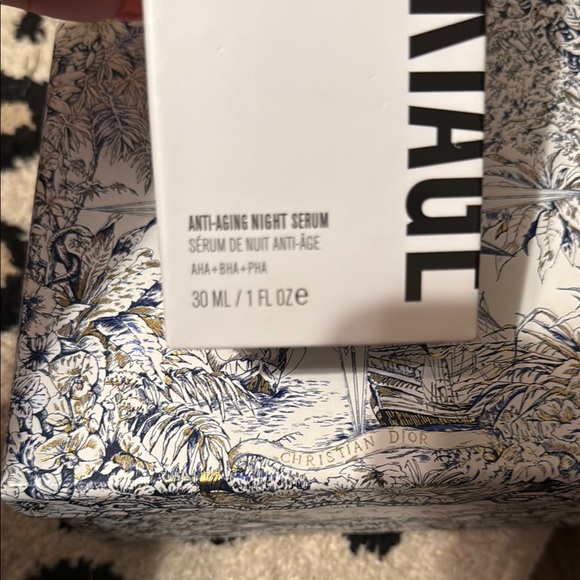 ANTI-AGING NIGHT SERUM
SÉRUM DE NUIT ANTI-ÂGE
AHA+BHA+PHA
30 ML / 1 FL OZ e
CHRISTIAN DIOR